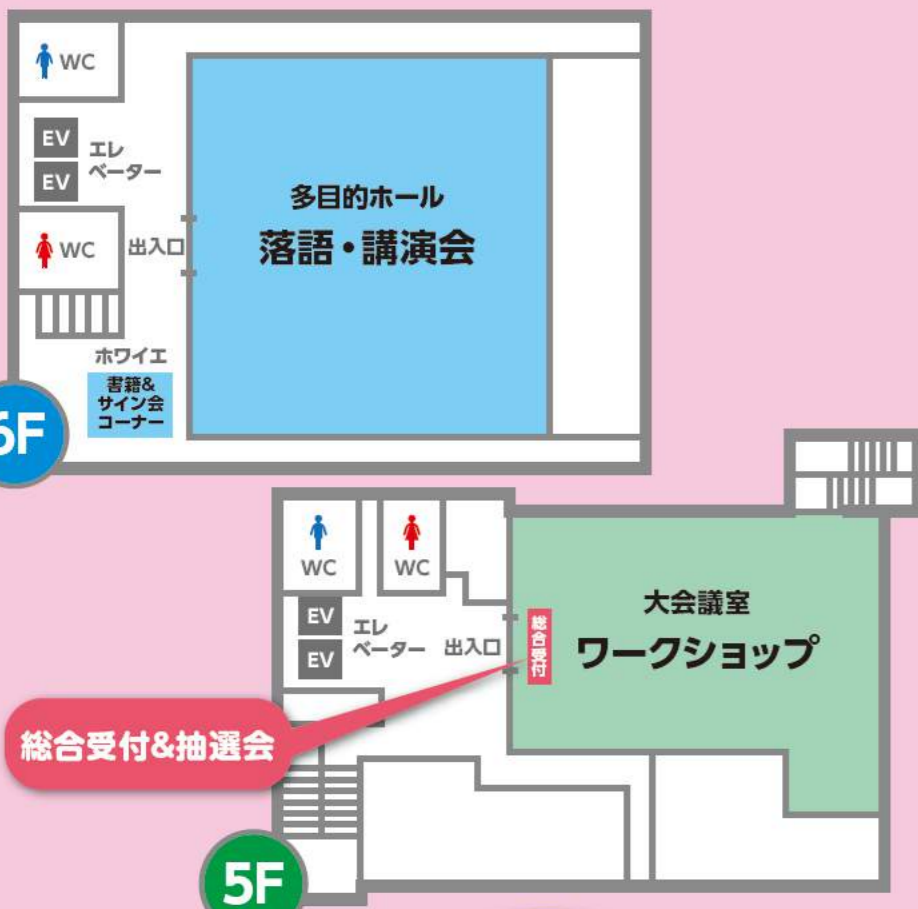 WC
EV
EV
エレ
ベーター
WC
出入口
多目的ホール
落語・講演会
ホワイエ
書籍&
サイン会
コーナー
6F
WC
WC
EV
EV
エレ
ベーター
出入口
総合受付
大会議室
ワークショップ
総合受付&抽選会
5F